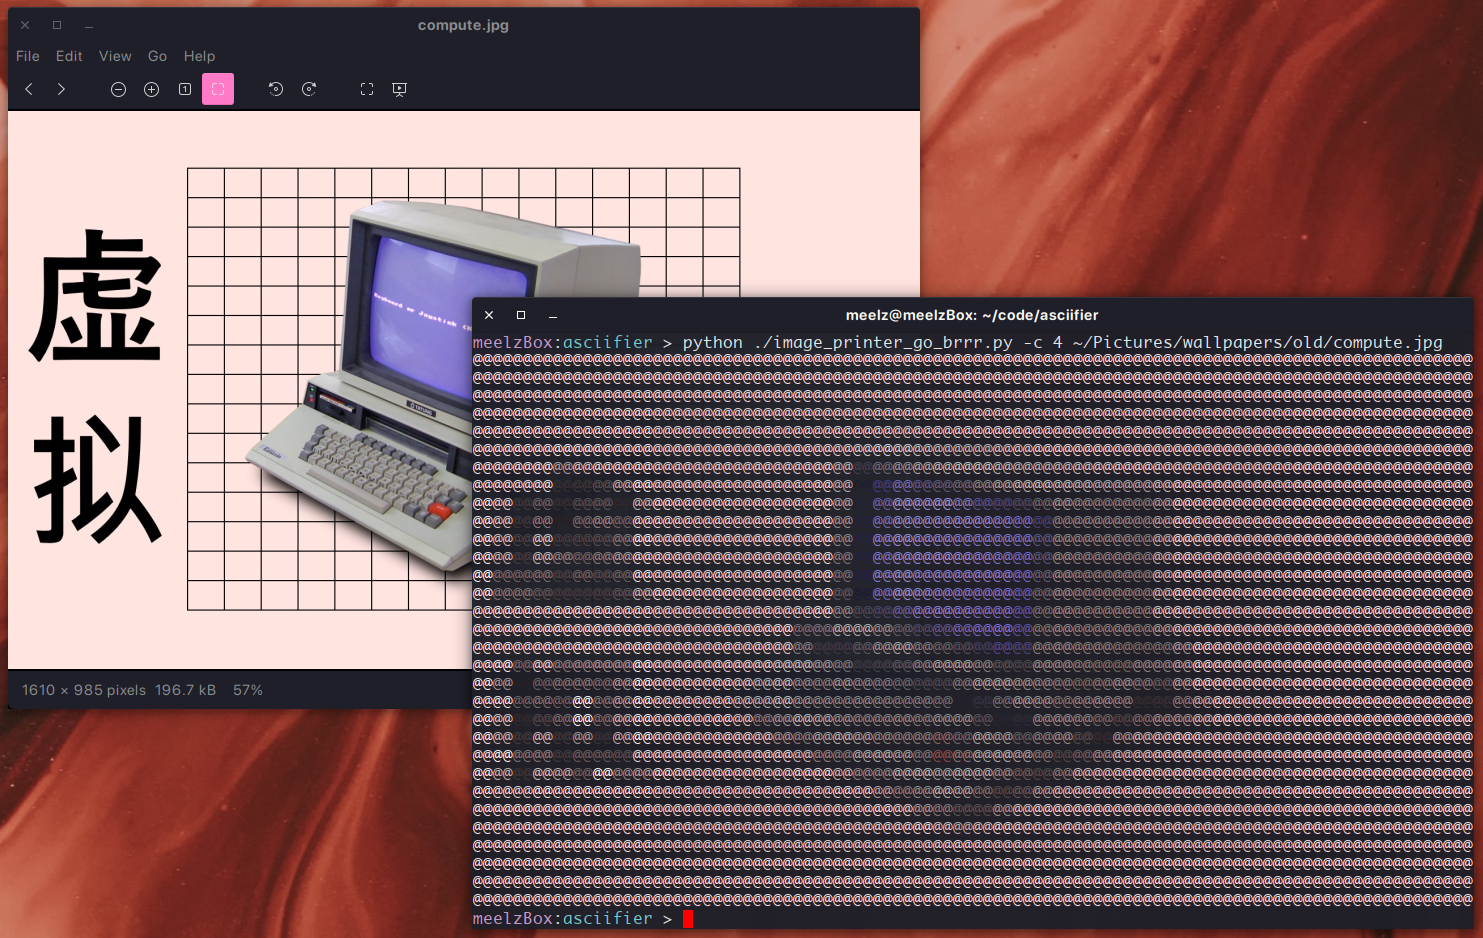 compute.jpg
File Edit View Go Help
1
虚
拟
Keyboard or Joystick
1610 × 985 pixels 196.7 kB 57%
meelz@meelzBox: ~/code/asciifier
meelzBox:asciifier > python ./image_printer_go_brrr.py -c 4 ~/Pictures/wallpapers/old/compute.jpg
meelzBox:asciifier >